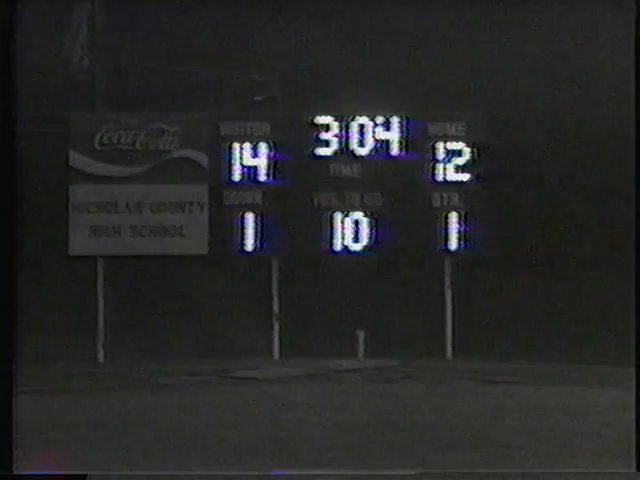 Coca-Cola
NICHOLAS COUNTY
HIGH SCHOOL
VISITOR 3:04 HOME
14 TIME 12
DOWN YDS. TO GO QTR.
1 10 1